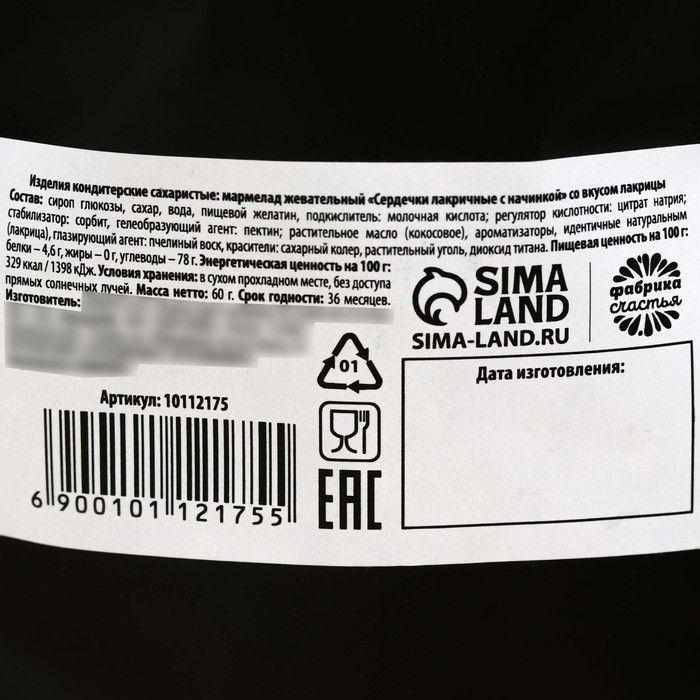 Изделия кондитерские сахаристые: мармелад жевательный «Сердечки лакричные с начинкой» со вкусом лакрицы
Состав: сироп глюкозы, сахар, вода, пищевой желатин, подкислитель: молочная кислота; регулятор кислотности: цитрат натрия;
стабилизатор: сорбит, гелеобразующий агент: пектин; растительное масло (кокосовое), ароматизаторы, идентичные натуральным
(лакрица), глазирующий агент: пчелиный воск, красители: сахарный колер, растительный уголь, диоксид титана. Пищевая ценность на 100 г:
белки – 4,6 г, жиры – 0 г, углеводы – 78 г. Энергетическая ценность на 100 г:
329 ккал / 1398 кДж. Условия хранения: в сухом прохладном месте, без доступа
прямых солнечных лучей. Масса нетто: 60 г. Срок годности: 36 месяцев.
Изготовитель:
SIMA
LAND
SIMA-LAND.RU
фабрика
счастья
01
Дата изготовления:
Артикул: 10112175
6 900101 121755
EAC